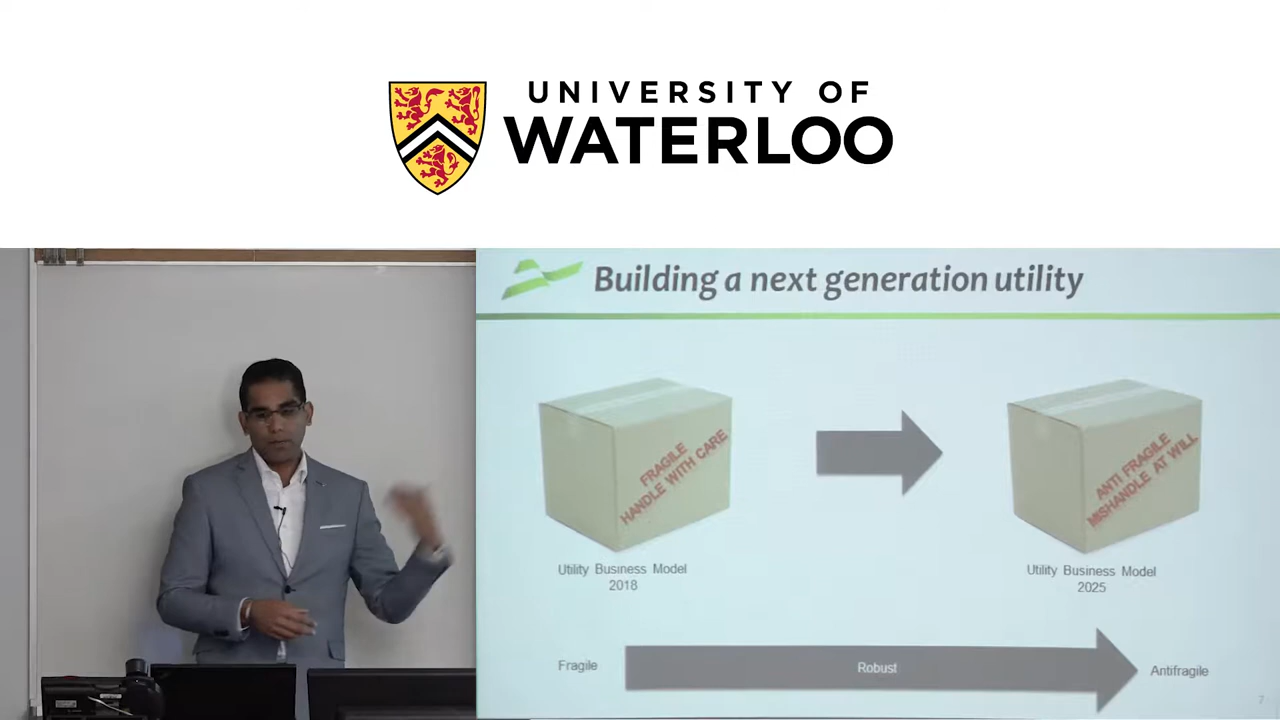 UNIVERSITY OF
WATERLOO
Building a next generation utility
FRAGILE
HANDLE WITH CARE
ANTI FRAGILE
MISHANDLE AT WILL
Utility Business Model
2018
Utility Business Model
2025
Fragile
Robust
Antifragile
7